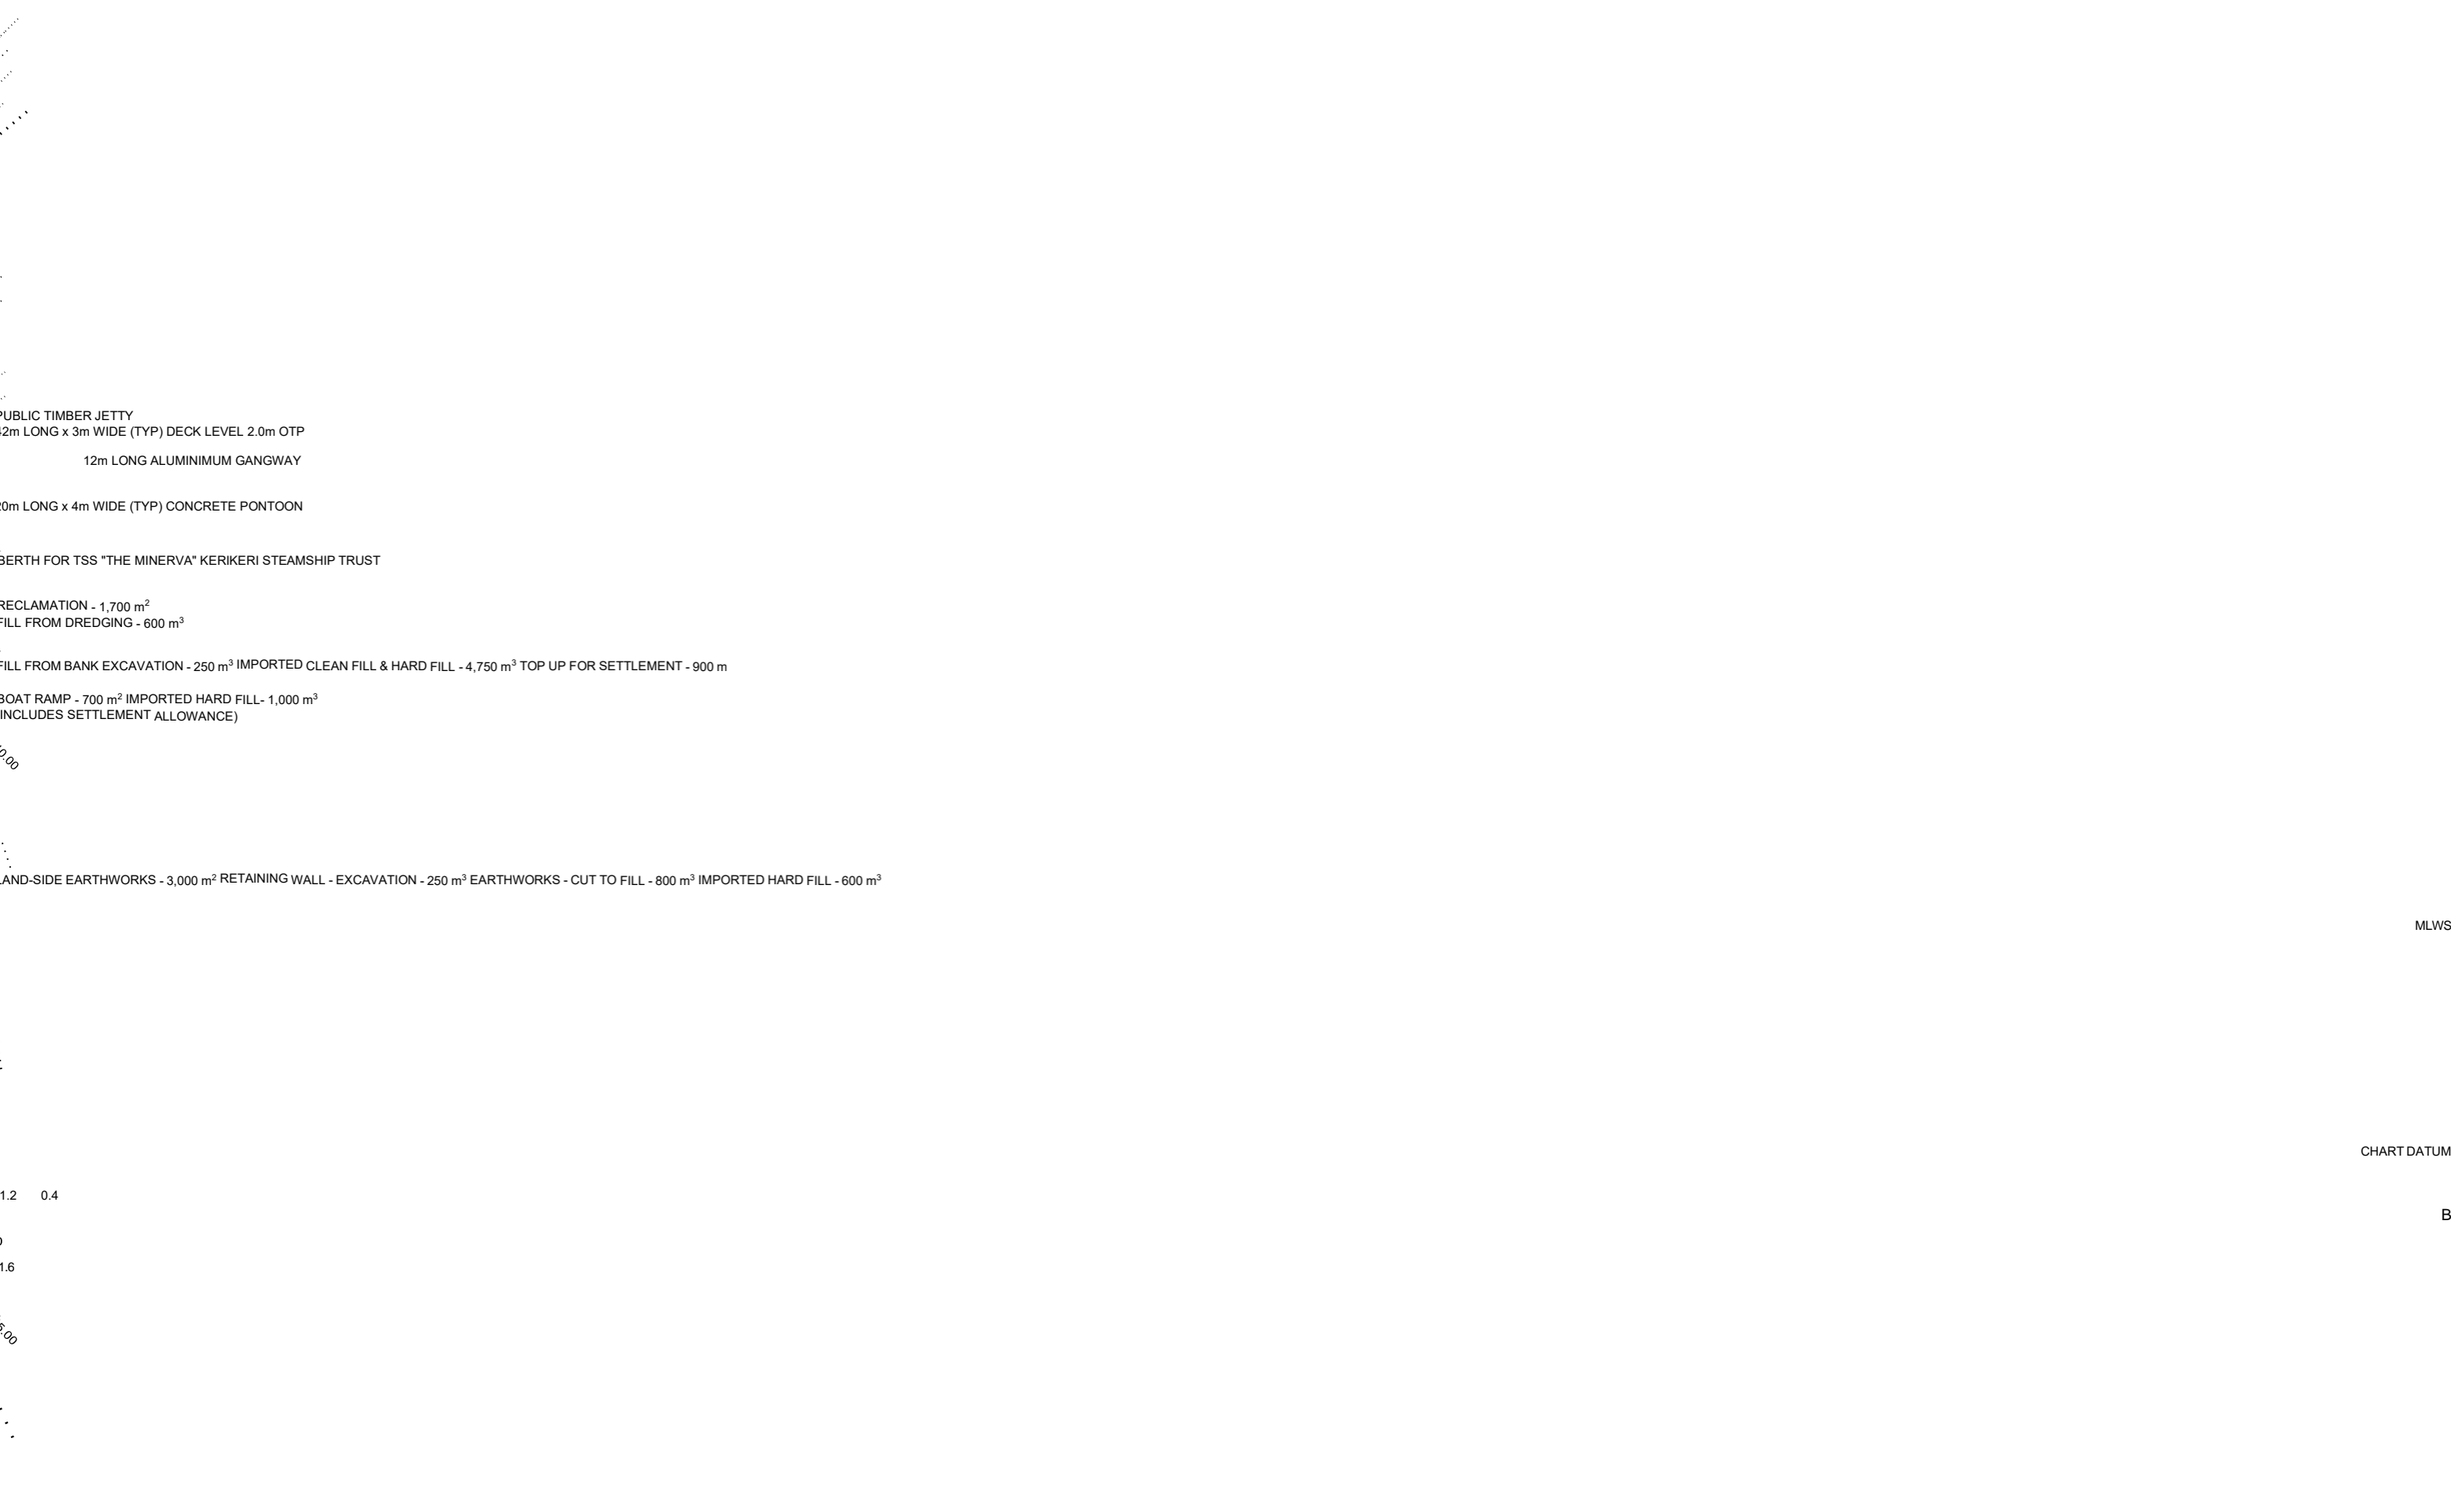 PUBLIC TIMBER JETTY
2m LONG x 3m WIDE (TYP) DECK LEVEL 2.0m OTP
12m LONG ALUMINIMUM GANGWAY
0m LONG x 4m WIDE (TYP) CONCRETE PONTOON
BERTH FOR TSS "THE MINERVA" KERIKERI STEAMSHIP TRUST
RECLAMATION - 1,700 m²
FILL FROM DREDGING - 600 m³
FILL FROM BANK EXCAVATION - 250 m³ IMPORTED CLEAN FILL & HARD FILL - 4,750 m³ TOP UP FOR SETTLEMENT - 900 m
BOAT RAMP - 700 m² IMPORTED HARD FILL- 1,000 m³
INCLUDES SETTLEMENT ALLOWANCE)
0.00
LAND-SIDE EARTHWORKS - 3,000 m² RETAINING WALL - EXCAVATION - 250 m³ EARTHWORKS - CUT TO FILL - 800 m³ IMPORTED HARD FILL - 600 m³
MLWS
CHART DATUM
1.2 0.4
B
1.6
5.00